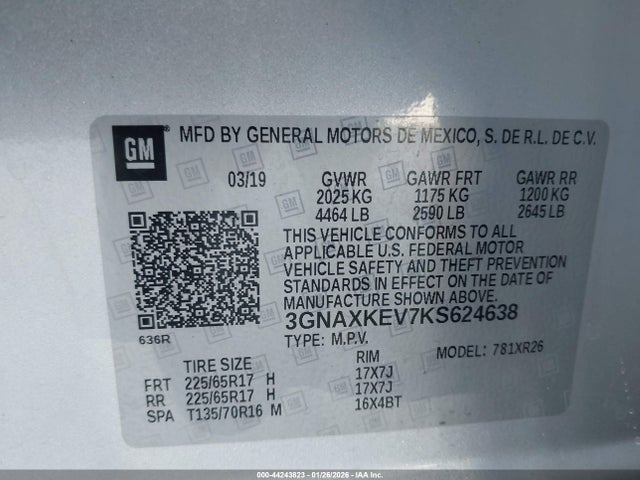 GM
MFD BY GENERAL MOTORS DE MEXICO, S. DE R.L. DE C.V.
03/19 GVWR GAWR FRT GAWR RR
2025 KG 1175 KG 1200 KG
4464 LB 2590 LB 2645 LB
THIS VEHICLE CONFORMS TO ALL
APPLICABLE U.S. FEDERAL MOTOR
VEHICLE SAFETY AND THEFT PREVENTION
STANDARDS IN EFFECT ON THE DATE OF
MANUFACTURE SHOWN ABOVE.
3GNAXKEV7KS624638
636R TYPE: M.P.V. MODEL: 781XR26
TIRE SIZE RIM
FRT 225/65R17 H 17X7J
RR 225/65R17 H 17X7J
SPA T135/70R16 M 16X4BT
000-44243823 - 01/26/2026 - IAA Inc.